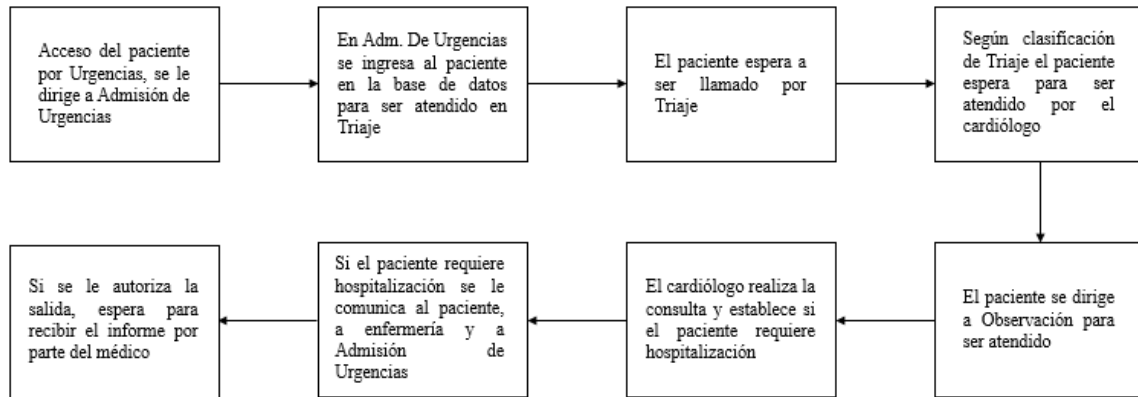 Acceso del paciente
por Urgencias, se le
dirige a Admisión de
Urgencias
En Adm. De Urgencias
se ingresa al paciente
en la base de datos
para ser atendido en
Triaje
El paciente espera a
ser llamado por
Triaje
Según clasificación
de Triaje el paciente
espera para ser
atendido por el
cardiólogo
El paciente se dirige
a Observación para
ser atendido
El cardiólogo realiza la
consulta y establece si
el paciente requiere
hospitalización
Si el paciente requiere
hospitalización se le
comunica al paciente,
a enfermería y a
Admisión de
Urgencias
Si se le autoriza la
salida, espera para
recibir el informe por
parte del médico